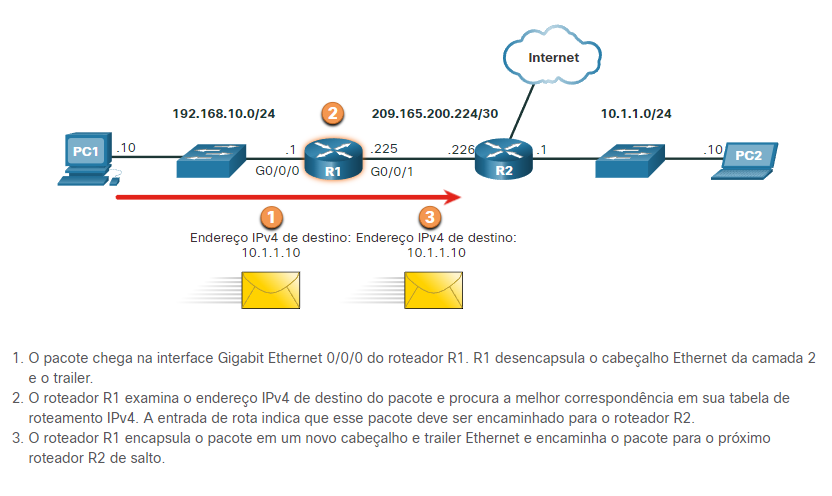 Internet
192.168.10.0/24
2
209.165.200.224/30
10.1.1.0/24
PC1
.10
.1
G0/0/0
R1
.225
G0/0/1
.226
R2
.1
.10
PC2
1
3
Endereço IPv4 de destino:
10.1.1.10
Endereço IPv4 de destino:
10.1.1.10
1. O pacote chega na interface Gigabit Ethernet 0/0/0 do roteador R1. R1 desencapsula o cabeçalho Ethernet da camada 2
e o trailer.
2. O roteador R1 examina o endereço IPv4 de destino do pacote e procura a melhor correspondência em sua tabela de
roteamento IPv4. A entrada de rota indica que esse pacote deve ser encaminhado para o roteador R2.
3. O roteador R1 encapsula o pacote em um novo cabeçalho e trailer Ethernet e encaminha o pacote para o próximo
roteador R2 de salto.